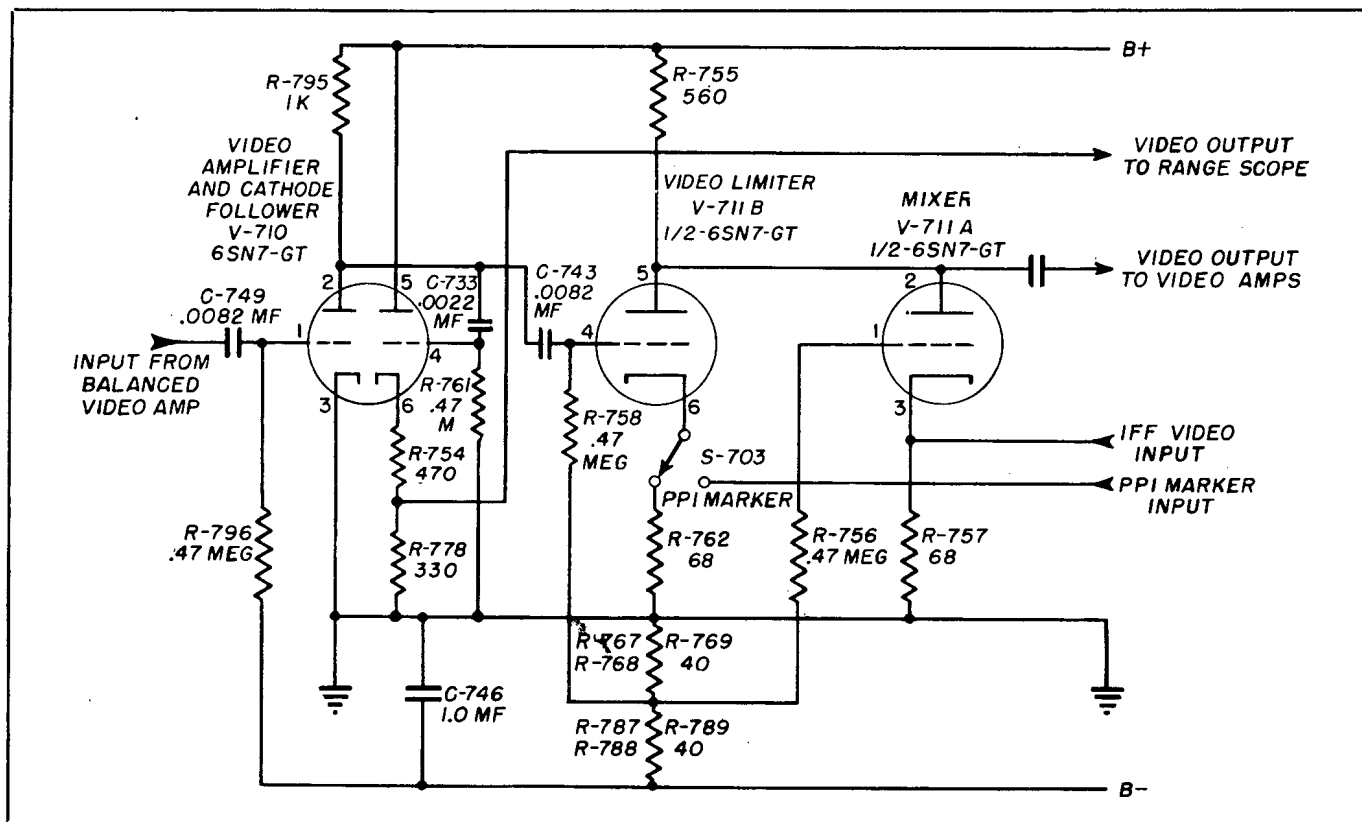 B+
R-795
1K
R-755
560
VIDEO
AMPLIFIER
AND CATHODE
FOLLOWER
V-710
6SN7-GT
VIDEO OUTPUT
TO RANGE SCOPE
VIDEO LIMITER
V-711B
1/2-6SN7-GT
MIXER
V-711A
1/2-6SN7-GT
VIDEO OUTPUT
TO VIDEO AMPS
C-749
.0082 MF
C-733
.0022
MF
C-743
.0082
MF
2
5
1
4
3
6
5
4
6
2
1
3
INPUT FROM
BALANCED
VIDEO AMP
R-761
.47
M
R-754
470
R-758
.47
MEG
S-703
PPI MARKER
IFF VIDEO
INPUT
PPI MARKER
INPUT
R-796
.47 MEG
R-778
330
R-762
68
R-756
.47 MEG
R-757
68
C-746
1.0 MF
R-767
R-768
R-769
40
R-787
R-788
R-789
40
B-